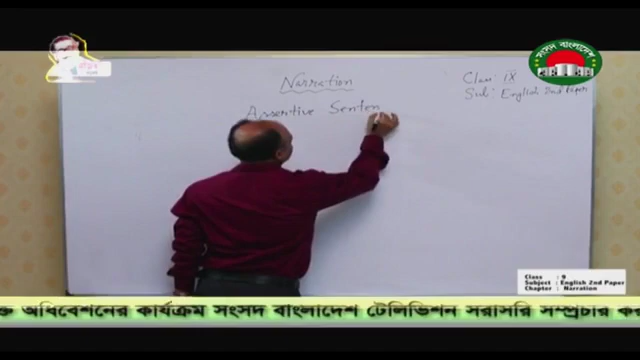 সংসদ বাংলাদেশ
Narration
Class: IX
Sub: English 2nd Paper
Assertive Senten
Class : 9
Subject : English 2nd Paper
Chapter : Narration
অধিবেশনের কার্যক্রম সংসদ বাংলাদেশ টেলিভিশন সরাসরি সম্প্রচার